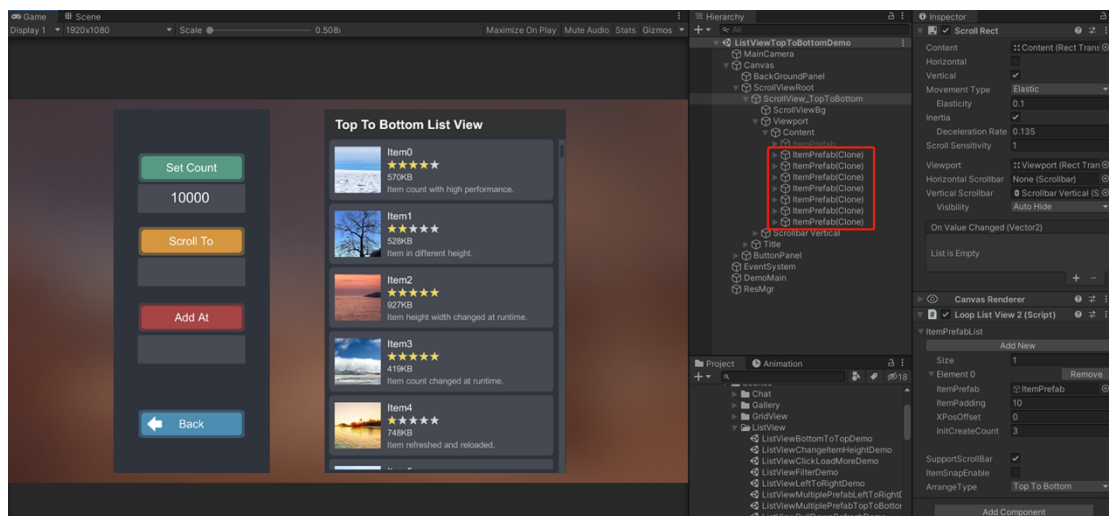 Game
Scene
Display 1
1920x1080
Scale
0.508
Maximize On Play
Mute Audio
Stats
Gizmos
Set Count
10000
Scroll To
Add At
Back
Top To Bottom List View
Item0
570KB
Item count with high performance.
Item1
528KB
Item in different height.
Item2
927KB
Item height width changed at runtime.
Item3
419KB
Item count changed at runtime.
Item4
748KB
Item refreshed and reloaded.
Hierarchy
All
ListViewTopToBottomDemo
MainCamera
Canvas
BackGroundPanel
ScrollViewRoot
ScrollView_TopToBottom
ScrollViewBg
Viewport
Content
ItemPrefab
ItemPrefab(Clone)
ItemPrefab(Clone)
ItemPrefab(Clone)
ItemPrefab(Clone)
ItemPrefab(Clone)
ItemPrefab(Clone)
ItemPrefab(Clone)
Scrollbar Vertical
Title
ButtonPanel
EventSystem
DemoMain
ResMgr
Project
Animation
18
Chat
Gallery
GridView
ListView
ListViewBottomToTopDemo
ListViewChangeItemHeightDemo
ListViewClickLoadMoreDemo
ListViewFilterDemo
ListViewLeftToRightDemo
ListViewMultiplePrefabLeftToRight
ListViewMultiplePrefabTopToBottom
Inspector
Scroll Rect
Content
Content (Rect Trans
Horizontal
Vertical
Movement Type
Elastic
Elasticity
0.1
Inertia
Deceleration Rate
0.135
Scroll Sensitivity
1
Viewport
Viewport (Rect Tran
Horizontal Scrollbar
None (Scrollbar)
Vertical Scrollbar
Scrollbar Vertical (S
Visibility
Auto Hide
On Value Changed (Vector2)
List is Empty
+ -
Canvas Renderer
Loop List View 2 (Script)
ItemPrefabList
Add New
Size
1
Element 0
Remove
ItemPrefab
ItemPrefab
ItemPadding
10
XPosOffset
0
InitCreateCount
3
SupportScrollBar
ItemSnapEnable
ArrangeType
Top To Bottom
Add Component